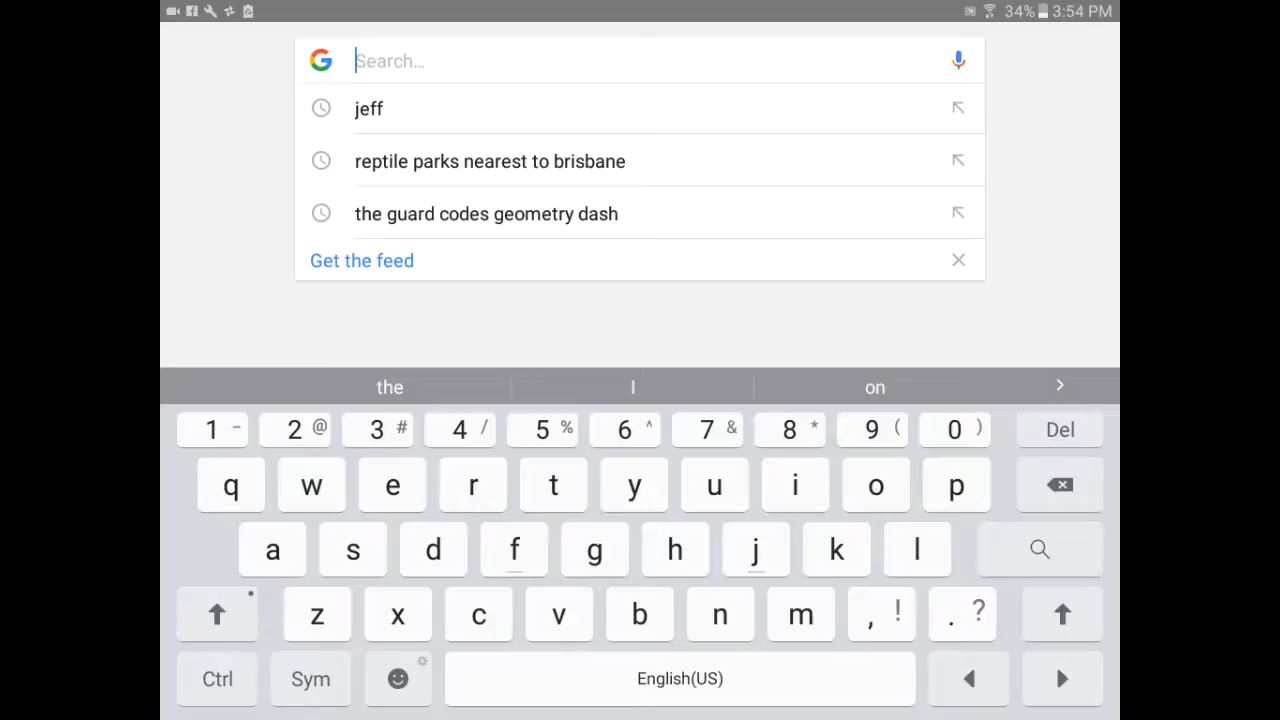 34% 3:54 PM
Search...
jeff
reptile parks nearest to brisbane
the guard codes geometry dash
Get the feed
the I on
1 - 2 @ 3 # 4 / 5 % 6 ^ 7 & 8 * 9 ( 0 ) Del
q w e r t y u i o p
a s d f g h j k l
z x c v b n m , ! . ?
Ctrl Sym English(US)